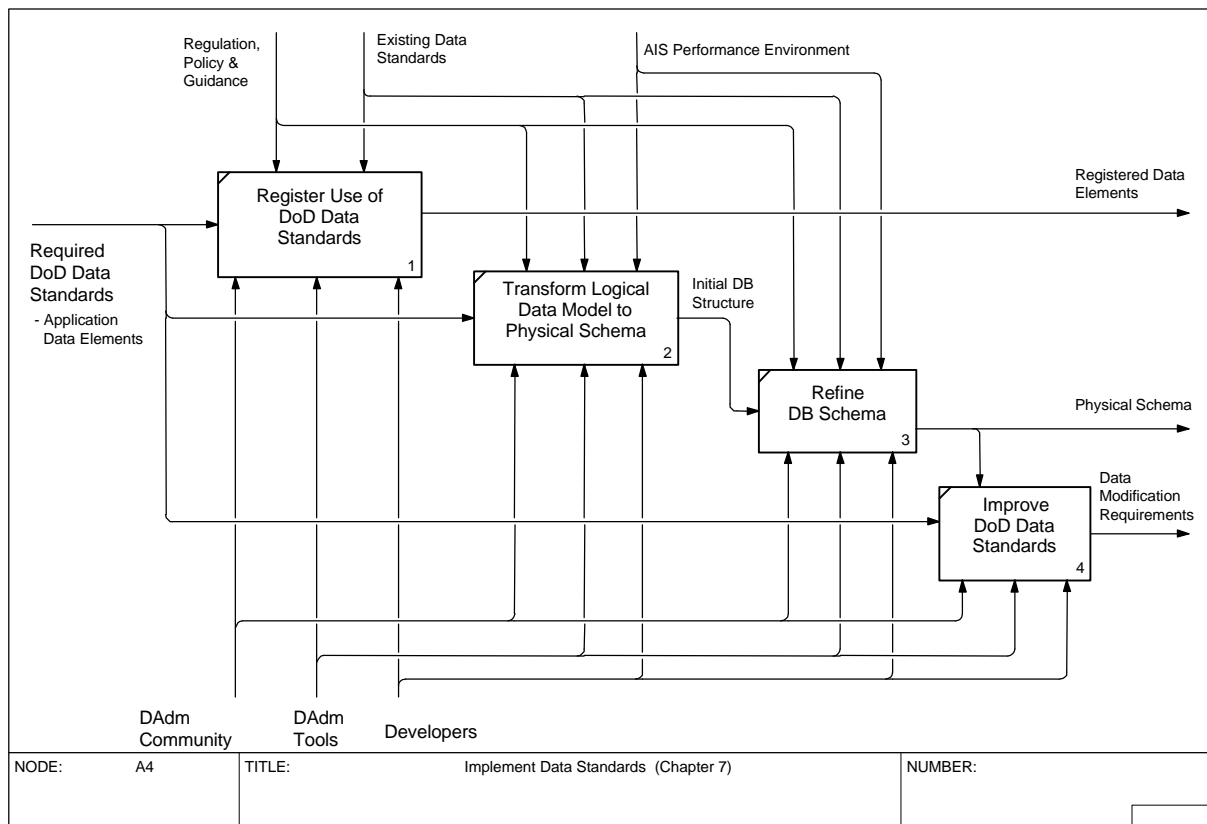 Regulation,
Policy &
Guidance
Existing Data
Standards
AIS Performance Environment
Register Use of
DoD Data
Standards
1
Registered Data
Elements
Required
DoD Data
Standards
- Application
Data Elements
Transform Logical
Data Model to
Physical Schema
2
Initial DB
Structure
Refine
DB Schema
3
Physical Schema
Improve
DoD Data
Standards
4
Data
Modification
Requirements
DAdm
Community
DAdm
Tools
Developers
NODE: A4
TITLE: Implement Data Standards (Chapter 7)
NUMBER: